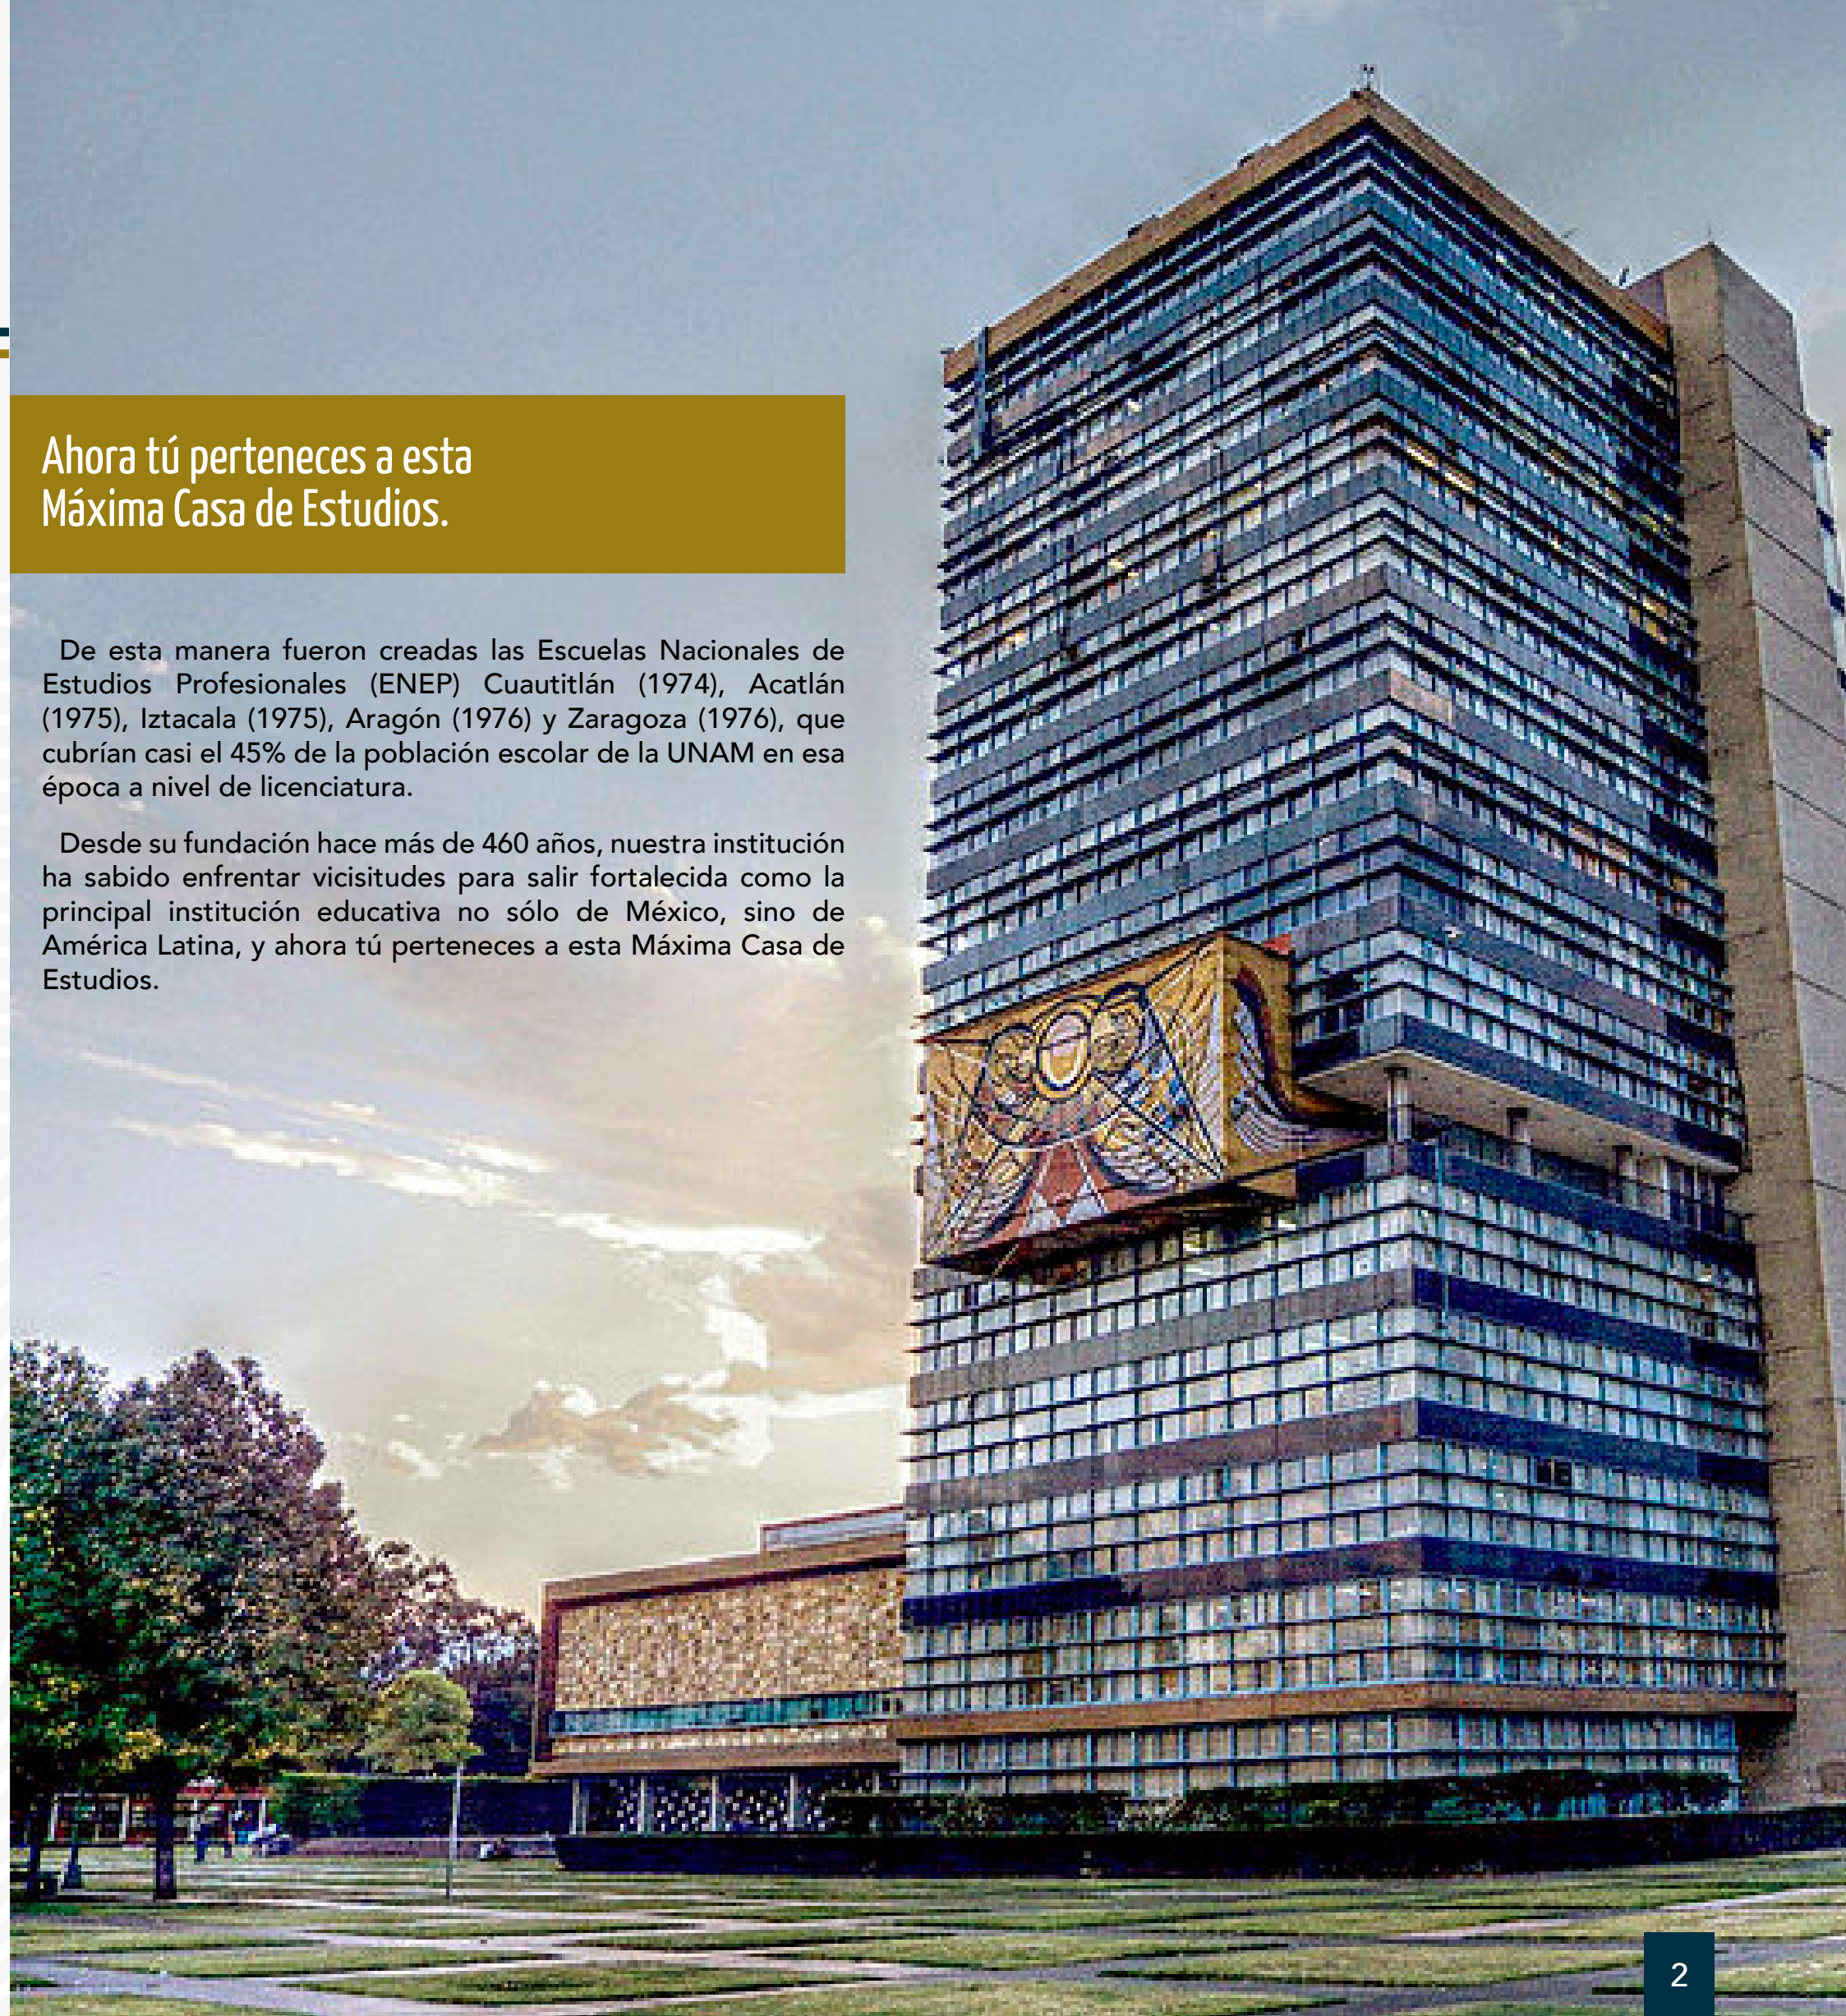 Ahora tú perteneces a esta
Máxima Casa de Estudios.
De esta manera fueron creadas las Escuelas Nacionales de
Estudios Profesionales (ENEP) Cuautitlán (1974), Acatlán
(1975), Iztacala (1975), Aragón (1976) y Zaragoza (1976), que
cubrían casi el 45% de la población escolar de la UNAM en esa
época a nivel de licenciatura.
Desde su fundación hace más de 460 años, nuestra institución
ha sabido enfrentar vicisitudes para salir fortalecida como la
principal institución educativa no sólo de México, sino de
América Latina, y ahora tú perteneces a esta Máxima Casa de
Estudios.
2